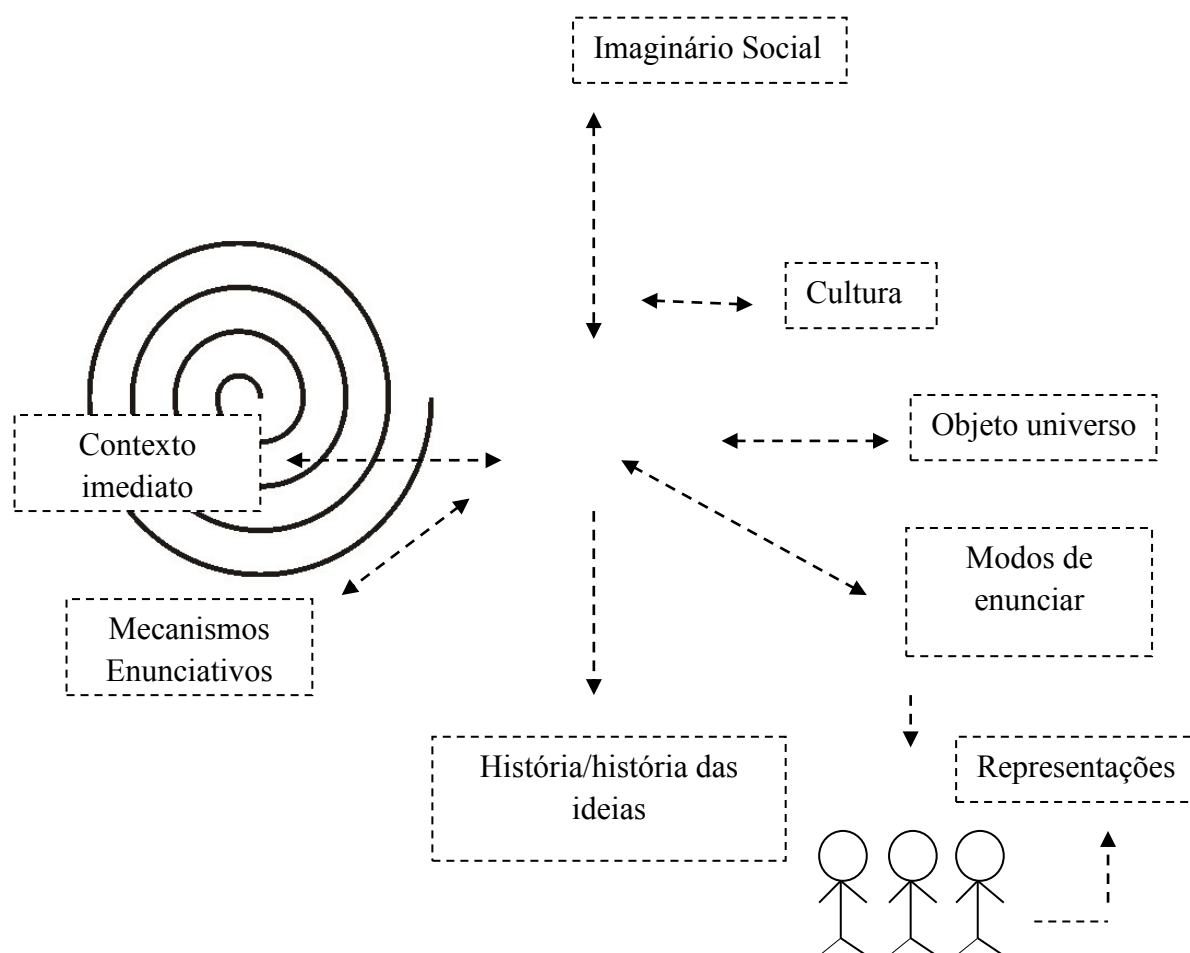 Imaginário Social
Cultura
Objeto universo
Contexto
imediato
Modos de
enunciar
Mecanismos
Enunciativos
História/história das
ideias
Representações